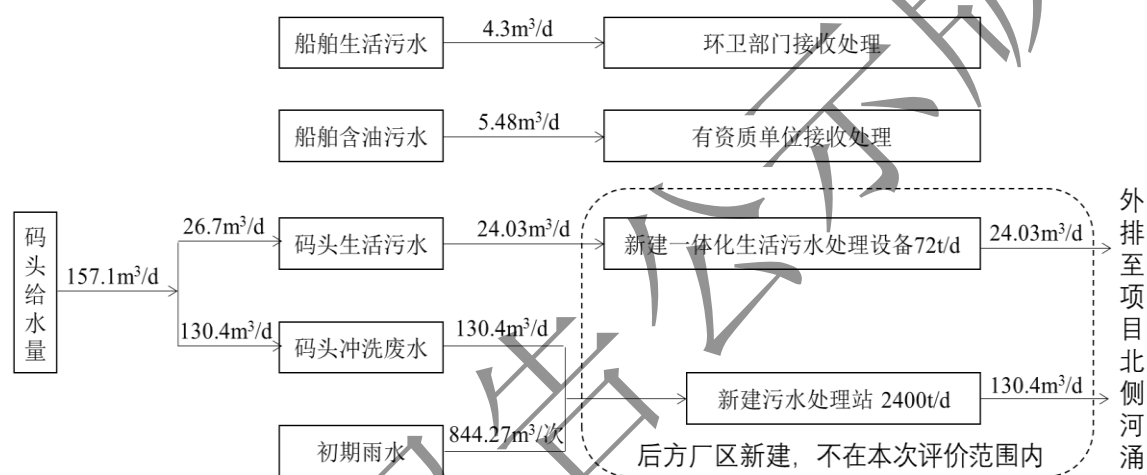 船舶生活污水
4.3m³/d
环卫部门接收处理
船舶含油污水
5.48m³/d
有资质单位接收处理
码头给水量
157.1m³/d
26.7m³/d
码头生活污水
24.03m³/d
新建一体化生活污水处理设备72t/d
24.03m³/d
130.4m³/d
码头冲洗废水
130.4m³/d
新建污水处理站 2400t/d
130.4m³/d
初期雨水
844.27m³/次
后方厂区新建，不在本次评价范围内
外排至项目北侧河涌
告公示版